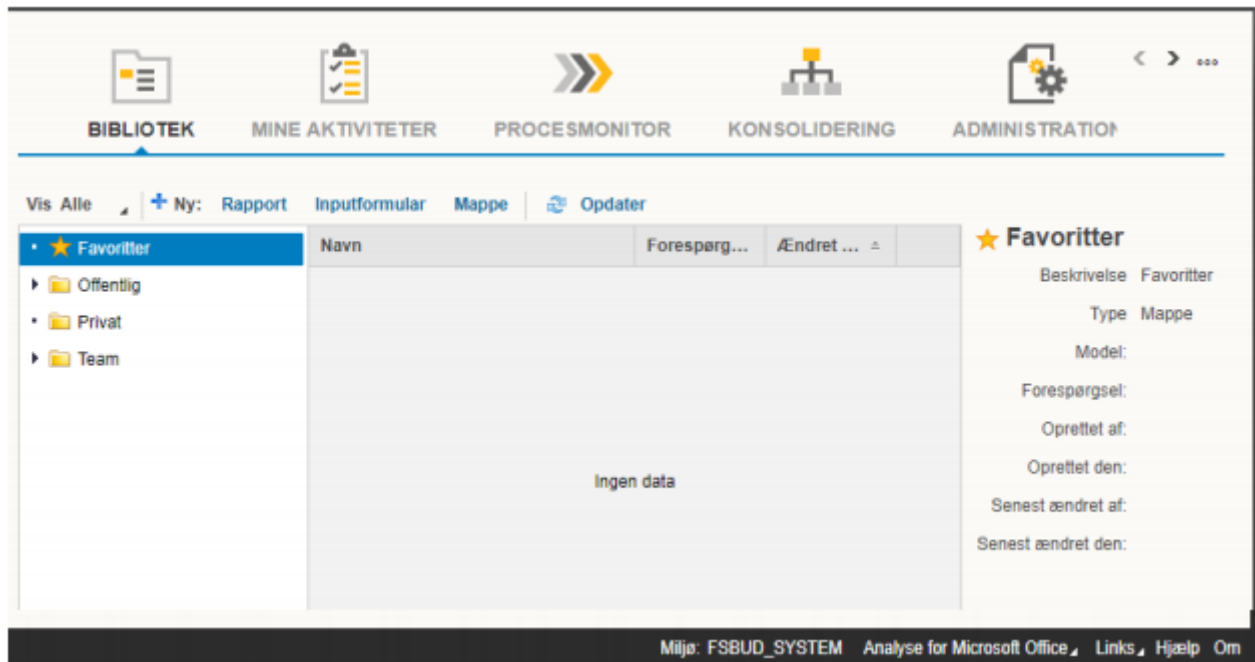 BIBLIOTEK MINE AKTIVITETER PROCESMONITOR KONSOLIDERING ADMINISTRATION
Vis Alle Ny: Rapport Inputformular Mappe Opdater
Favoritter
Offentlig
Privat
Team
Navn Forespørg... Ændret ...
Ingen data
Favoritter
Beskrivelse Favoritter
Type Mappe
Model:
Forespørgsel:
Oprettet af:
Oprettet den:
Senest ændret af:
Senest ændret den:
Miljø: FSBUD_SYSTEM Analyse for Microsoft Office Links Hjælp Om